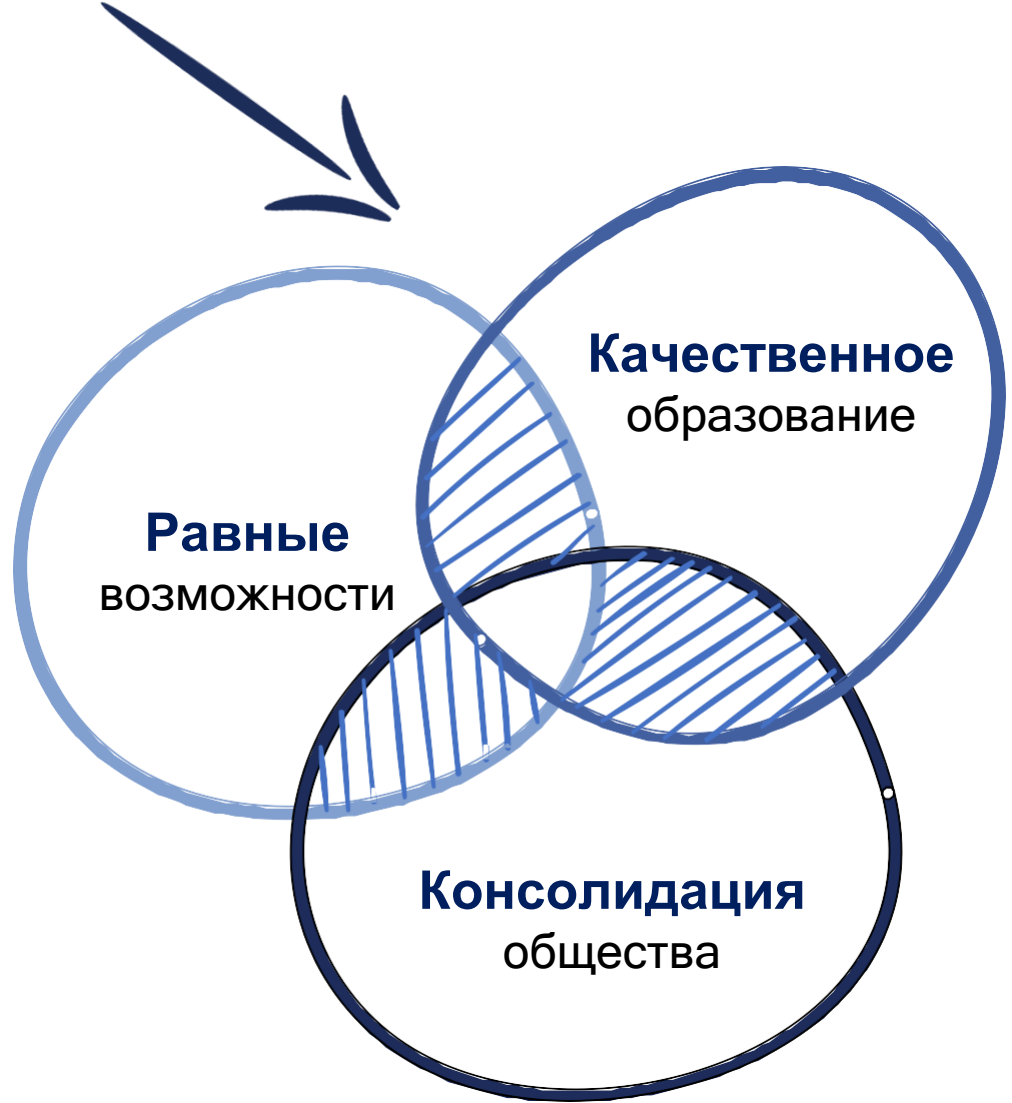 Качественное
образование
Равные
возможности
Консолидация
общества